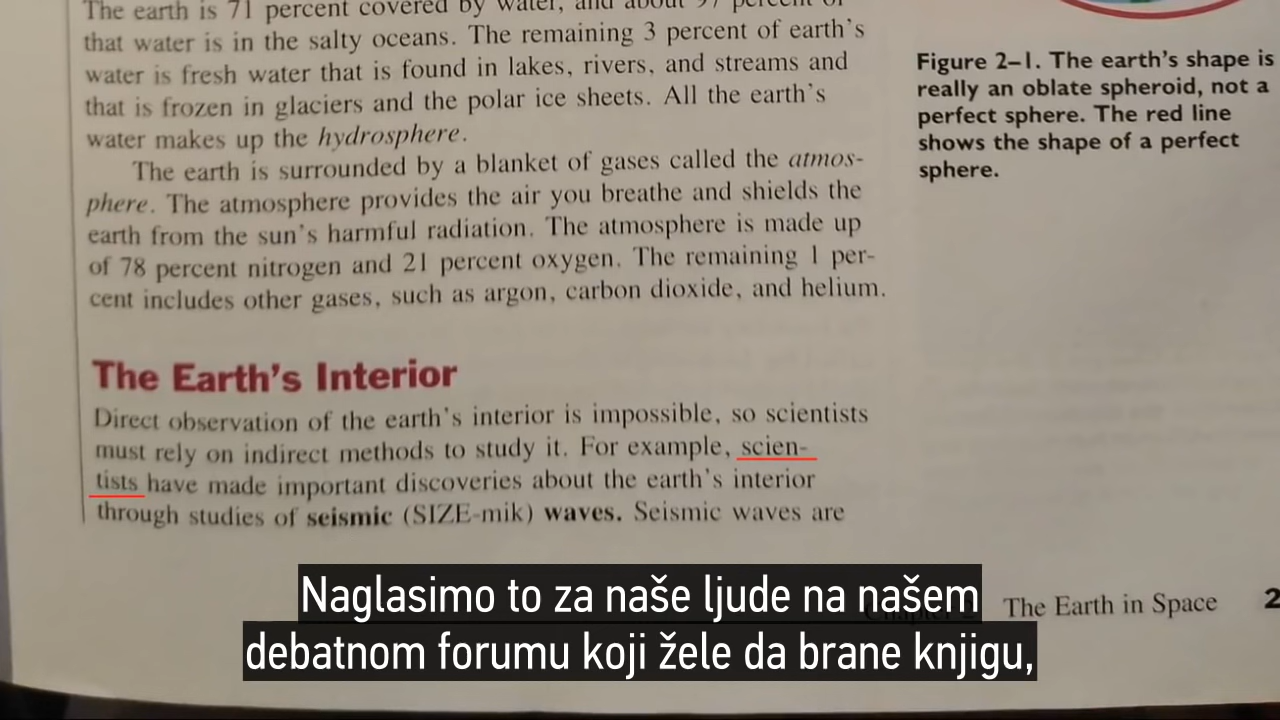 The earth is 71 percent covered by water, and about 97 percent of
that water is in the salty oceans. The remaining 3 percent of earth's
water is fresh water that is found in lakes, rivers, and streams and
that is frozen in glaciers and the polar ice sheets. All the earth's
water makes up the hydrosphere.
The earth is surrounded by a blanket of gases called the atmos-
phere. The atmosphere provides the air you breathe and shields the
earth from the sun's harmful radiation. The atmosphere is made up
of 78 percent nitrogen and 21 percent oxygen. The remaining 1 per-
cent includes other gases, such as argon, carbon dioxide, and helium.
The Earth's Interior
Direct observation of the earth's interior is impossible, so scientists
must rely on indirect methods to study it. For example, scien-
tists have made important discoveries about the earth's interior
through studies of seismic (SIZE-mik) waves. Seismic waves are
Figure 2–1. The earth's shape is
really an oblate spheroid, not a
perfect sphere. The red line
shows the shape of a perfect
sphere.
The Earth in Space 2
Naglasimo to za naše ljude na našem
debatnom forumu koji žele da brane knjigu,